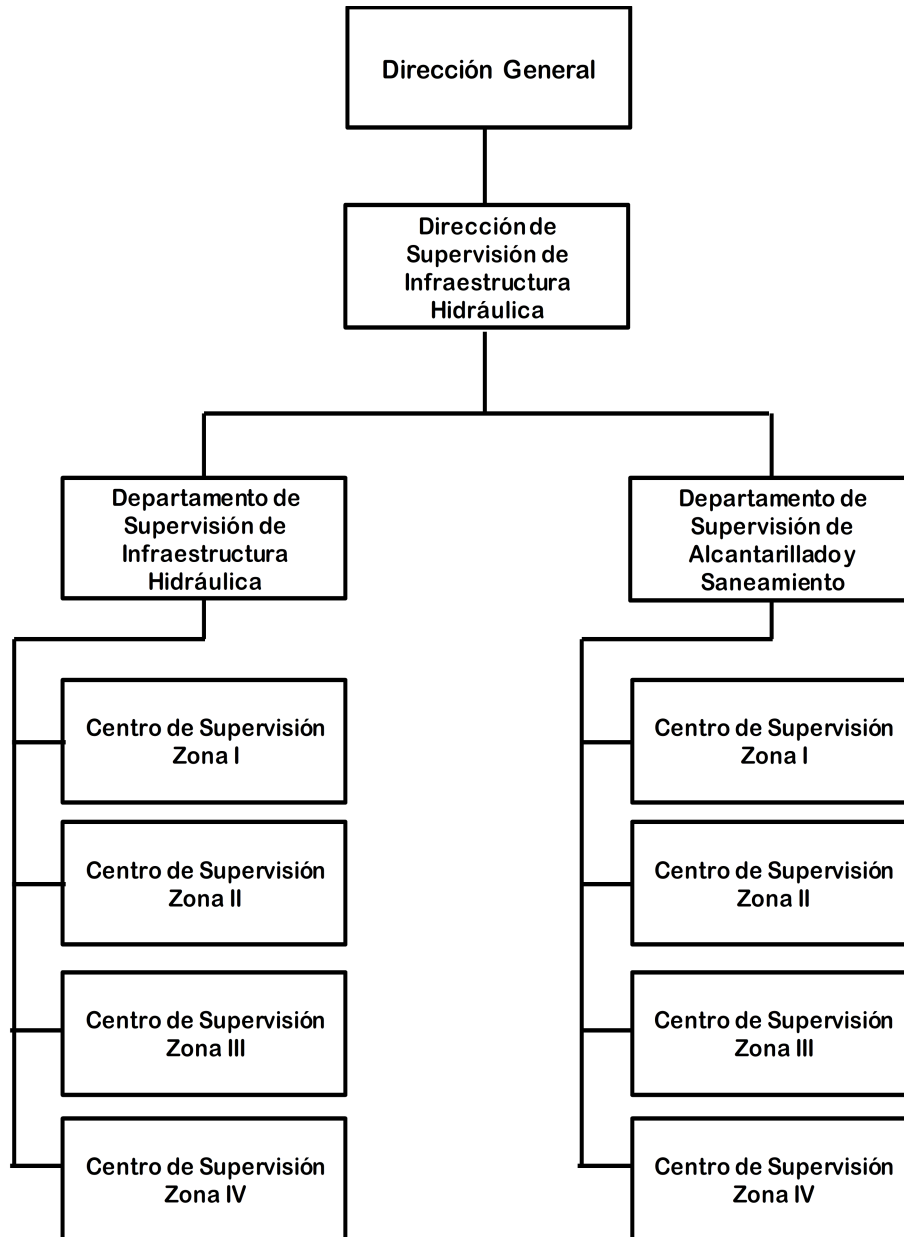 Dirección General
Dirección de
Supervisión de
Infraestructura
Hidráulica
Departamento de
Supervisión de
Infraestructura
Hidráulica
Departamento de
Supervisión de
Alcantarillado y
Saneamiento
Centro de Supervisión
Zona I
Centro de Supervisión
Zona I
Centro de Supervisión
Zona II
Centro de Supervisión
Zona II
Centro de Supervisión
Zona III
Centro de Supervisión
Zona III
Centro de Supervisión
Zona IV
Centro de Supervisión
Zona IV